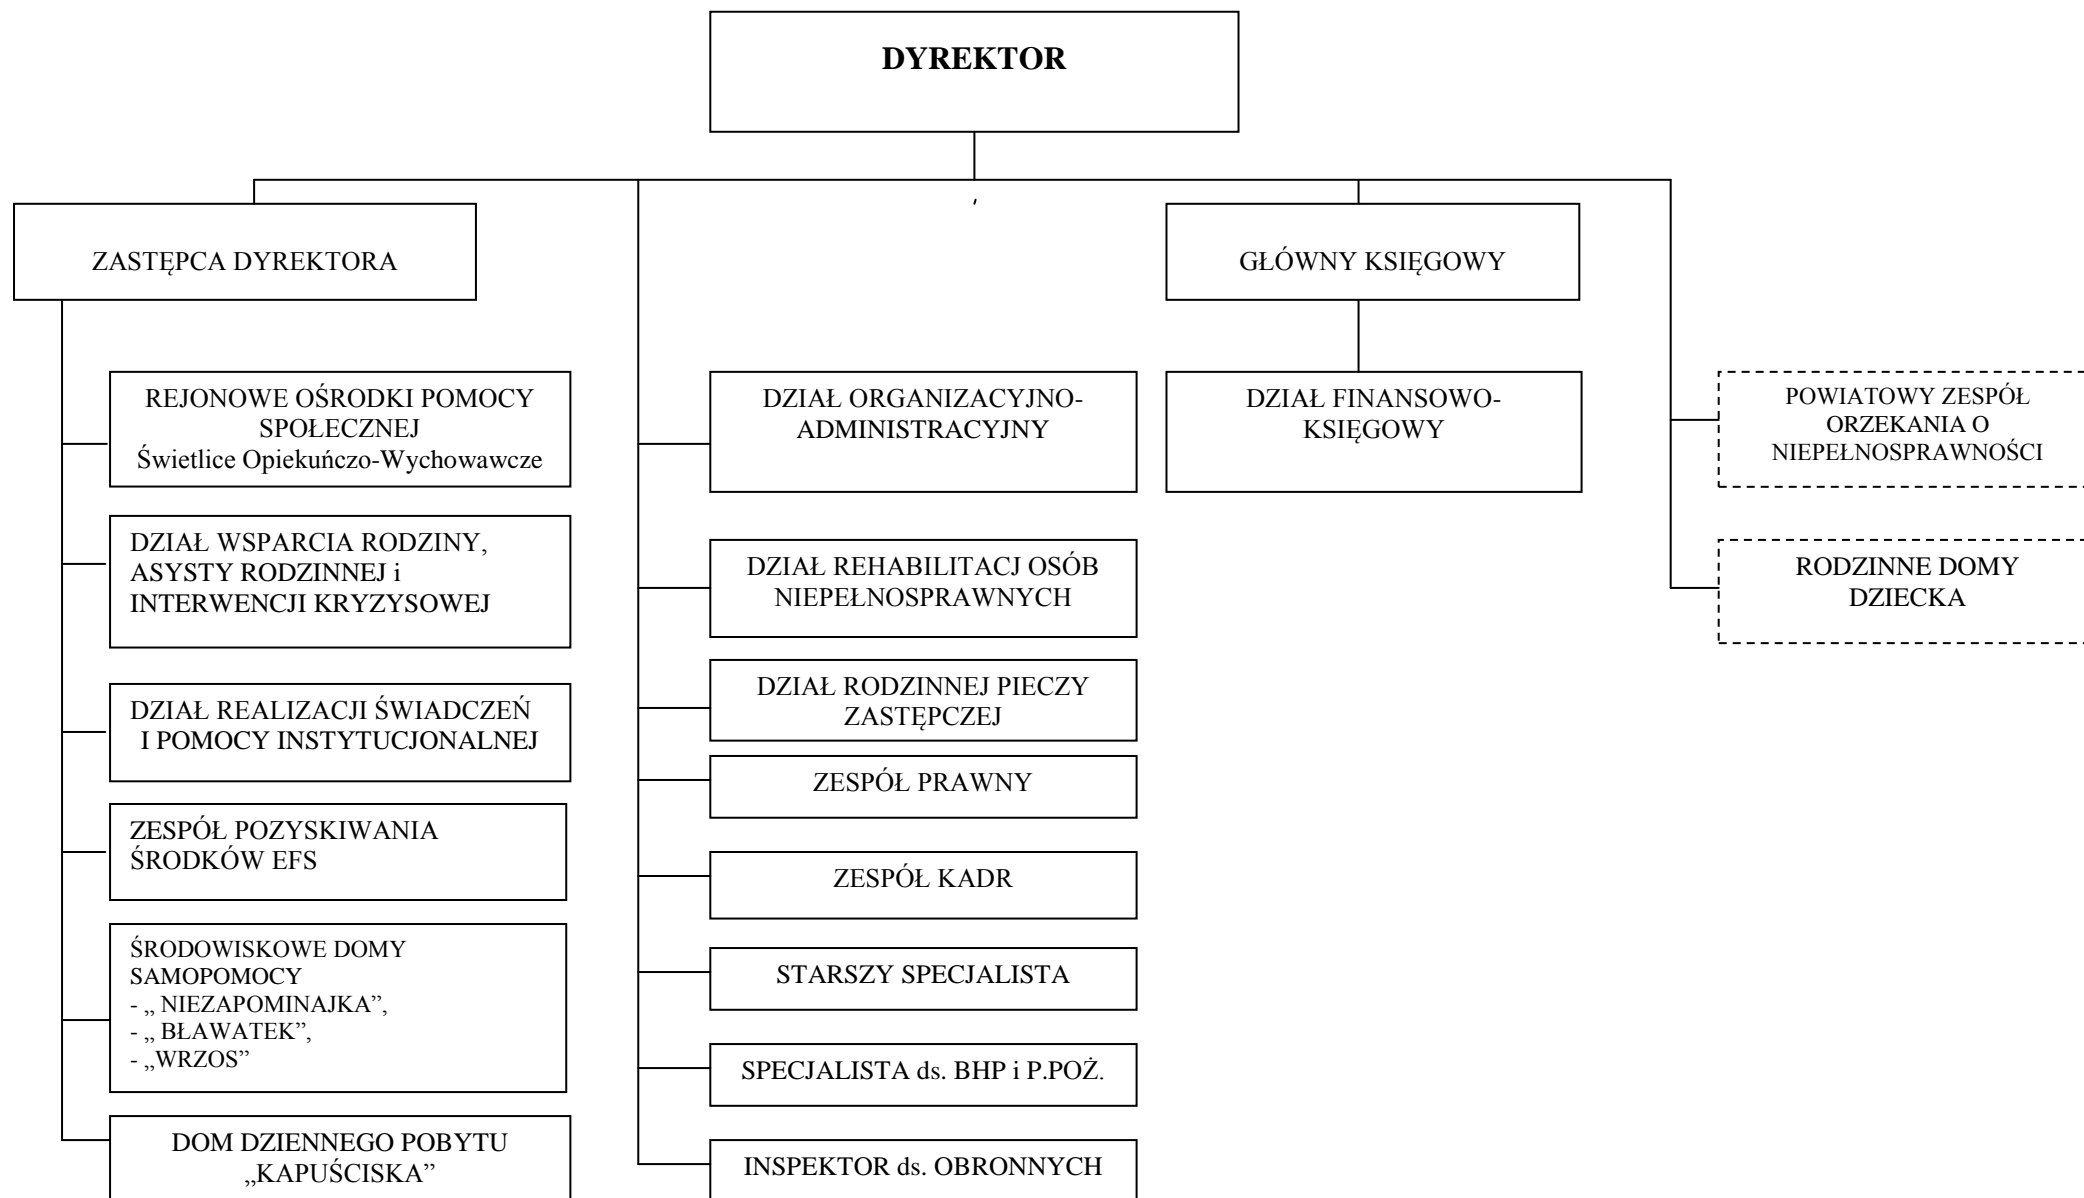 DYREKTOR
ZASTĘPCA DYREKTORA
,
GŁÓWNY KSIĘGOWY
REJONOWE OŚRODKI POMOCY
SPOŁECZNEJ
Świetlice Opiekuńczo-Wychowawcze
DZIAŁ WSPARCIA RODZINY,
ASYSTY RODZINNEJ i
INTERWENCJI KRYZYSOWEJ
DZIAŁ REALIZACJI ŚWIADCZEŃ
I POMOCY INSTYTUCJONALNEJ
ZESPÓŁ POZYSKIWANIA
ŚRODKÓW EFS
ŚRODOWISKOWE DOMY
SAMOPOMOCY
- „ NIEZAPOMINAJKA”,
- „ BŁAWATEK”,
- „WRZOS”
DOM DZIENNEGO POBYTU
„KAPUŚCISKA”
DZIAŁ ORGANIZACYJNO-
ADMINISTRACYJNY
DZIAŁ REHABILITACJ OSÓB
NIEPEŁNOSPRAWNYCH
DZIAŁ RODZINNEJ PIECZY
ZASTĘPCZEJ
ZESPÓŁ PRAWNY
ZESPÓŁ KADR
STARSZY SPECJALISTA
SPECJALISTA ds. BHP i P.POŻ.
INSPEKTOR ds. OBRONNYCH
DZIAŁ FINANSOWO-
KSIĘGOWY
POWIATOWY ZESPÓŁ
ORZEKANIA O
NIEPEŁNOSPRAWNOŚCI
RODZINNE DOMY
DZIECKA